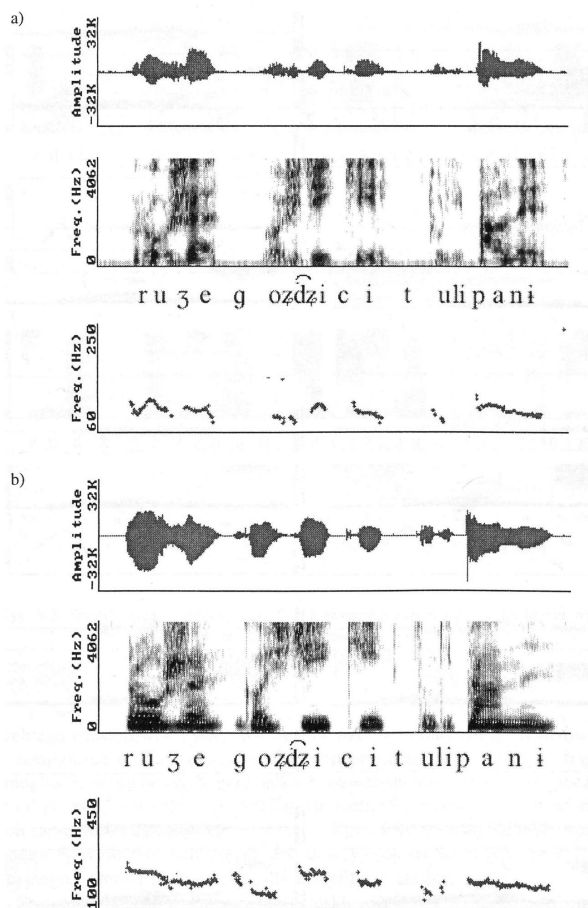 a)
32K
Amplitude
-32K
4062
Freq.(Hz)
0
r u ʒ e g o ʑ d͡ʑ i c i t u l i p a n ɨ
250
Freq.(Hz)
60
b)
32K
Amplitude
-32K
4062
Freq.(Hz)
0
r u ʒ e g o ʑ d͡ʑ i c i t u l i p a n ɨ
450
Freq.(Hz)
100